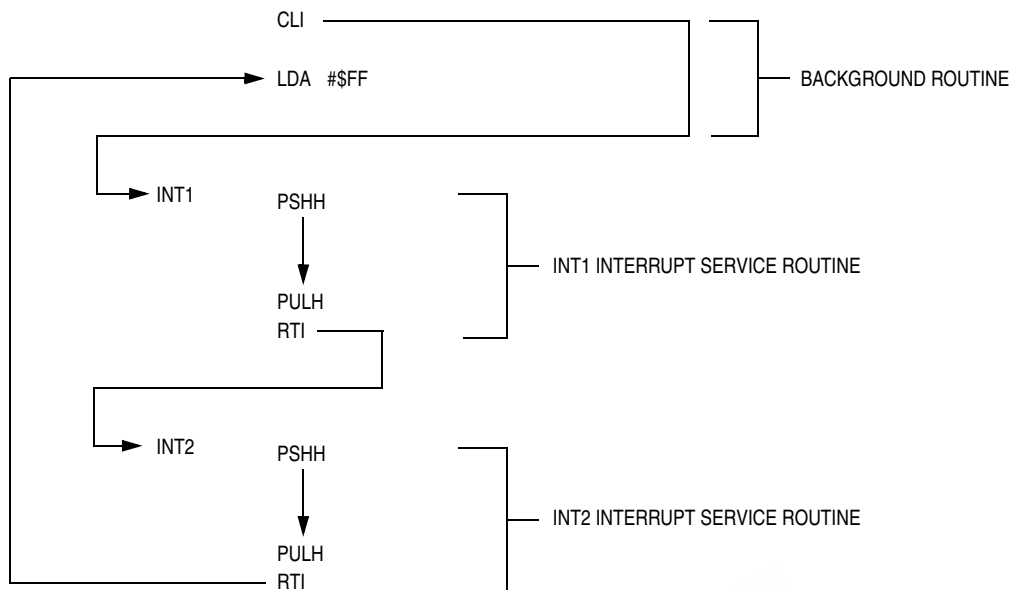 CLI
LDA #$FF
BACKGROUND ROUTINE
INT1
PSHH
INT1 INTERRUPT SERVICE ROUTINE
PULH
RTI
INT2
PSHH
INT2 INTERRUPT SERVICE ROUTINE
PULH
RTI